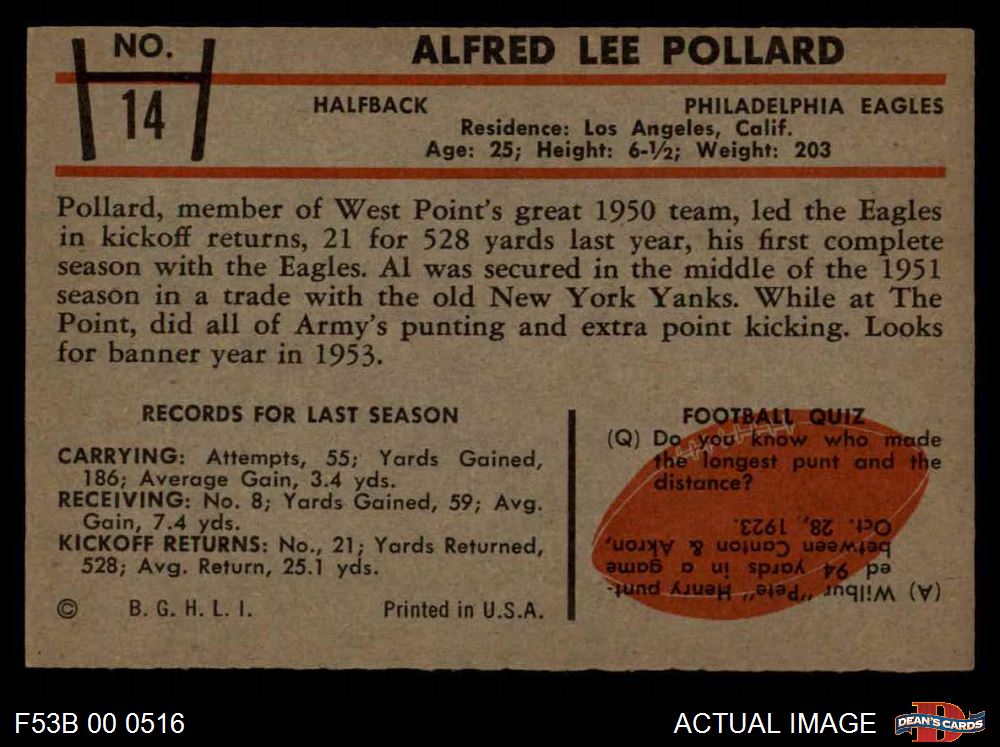 NO.
14
ALFRED LEE POLLARD
HALFBACK PHILADELPHIA EAGLES
Residence: Los Angeles, Calif.
Age: 25; Height: 6-½; Weight: 203
Pollard, member of West Point's great 1950 team, led the Eagles
in kickoff returns, 21 for 528 yards last year, his first complete
season with the Eagles. Al was secured in the middle of the 1951
season in a trade with the old New York Yanks. While at The
Point, did all of Army's punting and extra point kicking. Looks
for banner year in 1953.
RECORDS FOR LAST SEASON
CARRYING: Attempts, 55; Yards Gained,
186; Average Gain, 3.4 yds.
RECEIVING: No. 8; Yards Gained, 59; Avg.
Gain, 7.4 yds.
KICKOFF RETURNS: No., 21; Yards Returned,
528; Avg. Return, 25.1 yds.
© B. G. H. L. I. Printed in U.S.A.
FOOTBALL QUIZ
(Q) Do you know who made
the longest punt and the
distance?
(A) Wilbur "Pete" Henry punt-
ed 94 yards in a game
between Canton & Akron,
Oct. 28, 1923.
F53B 00 0516
ACTUAL IMAGE
DEAN'S CARDS